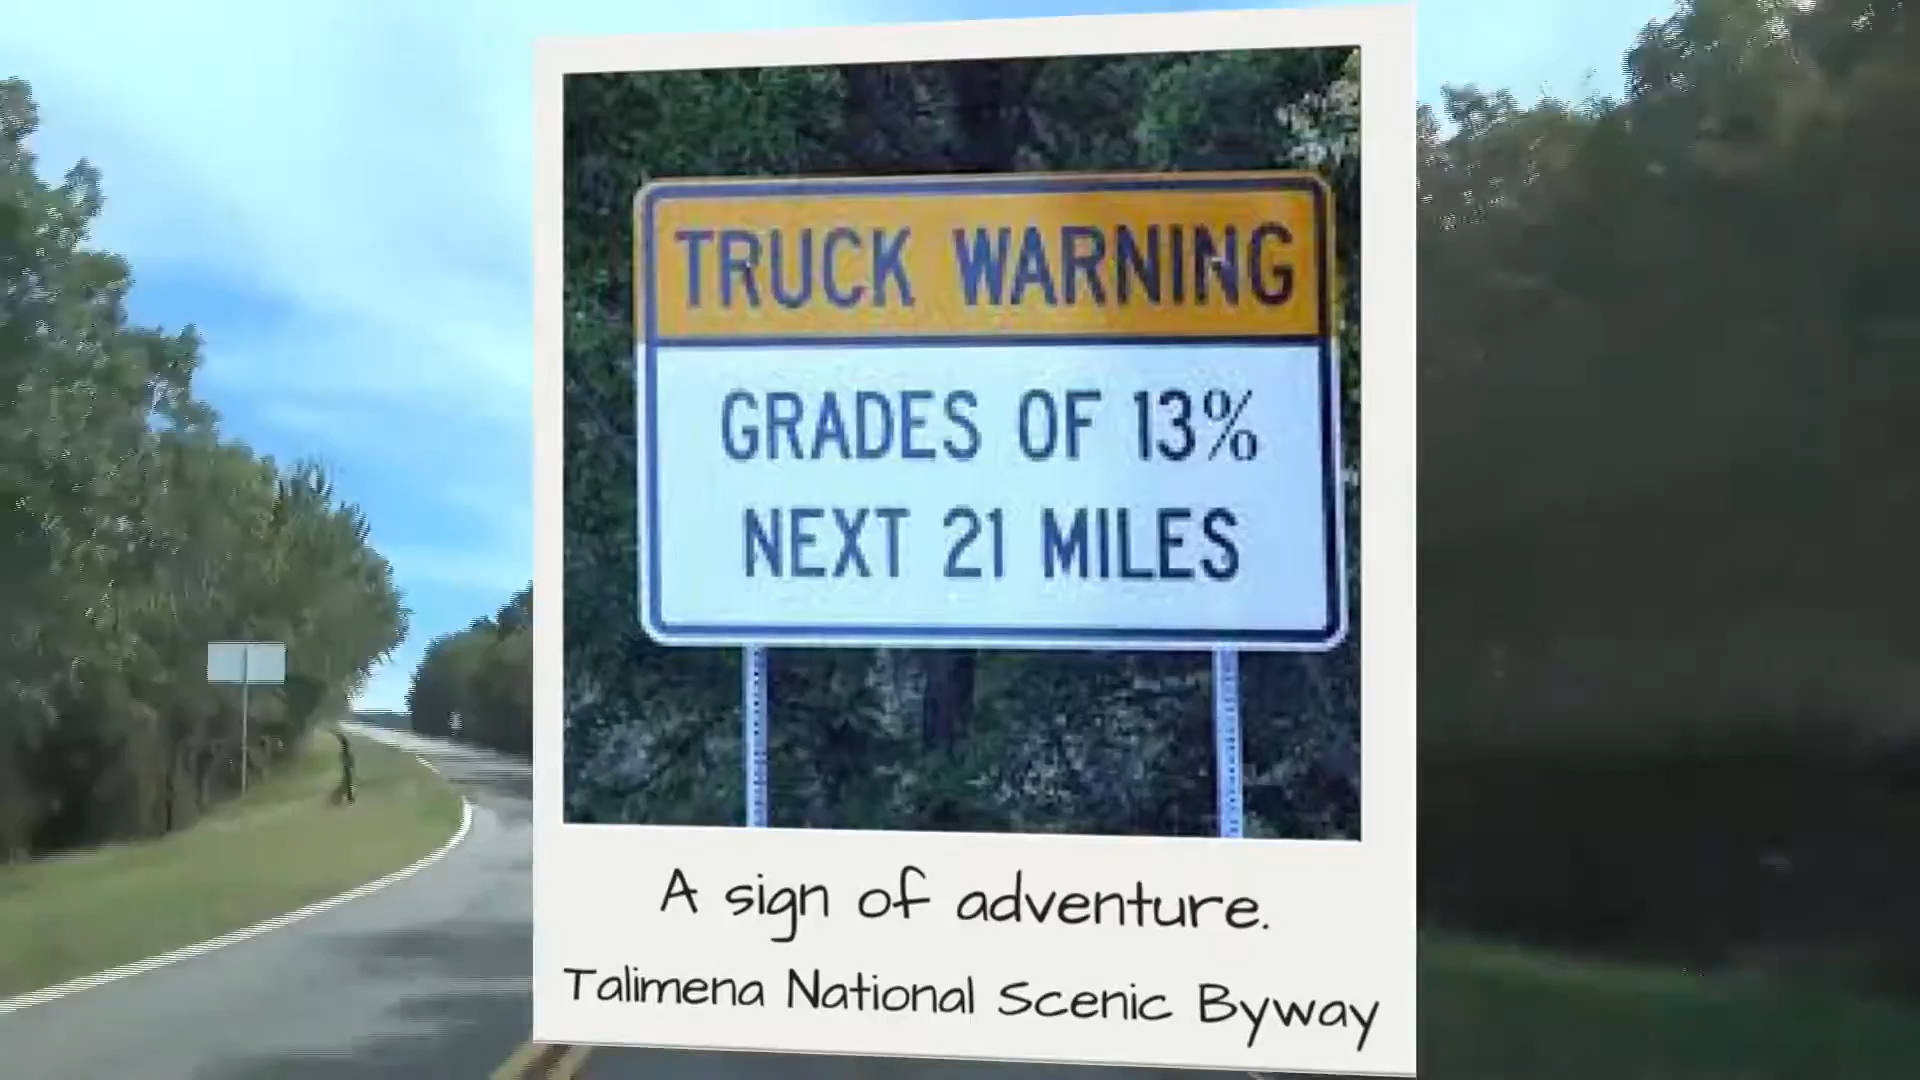 TRUCK WARNING
GRADES OF 13%
NEXT 21 MILES
A sign of adventure.
Talimena National Scenic Byway